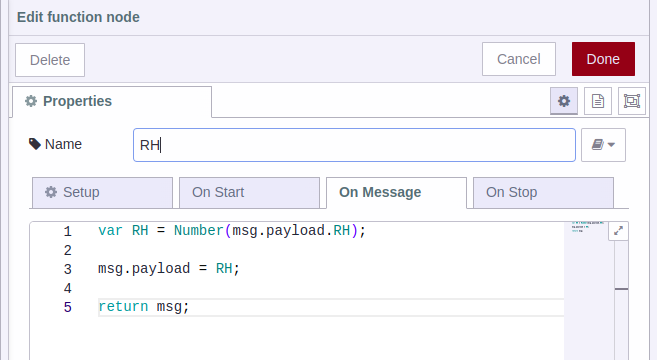 Edit function node
Delete
Cancel
Done
Properties
Name
RH
Setup
On Start
On Message
On Stop
1 var RH = Number(msg.payload.RH);
2
3 msg.payload = RH;
4
5 return msg;